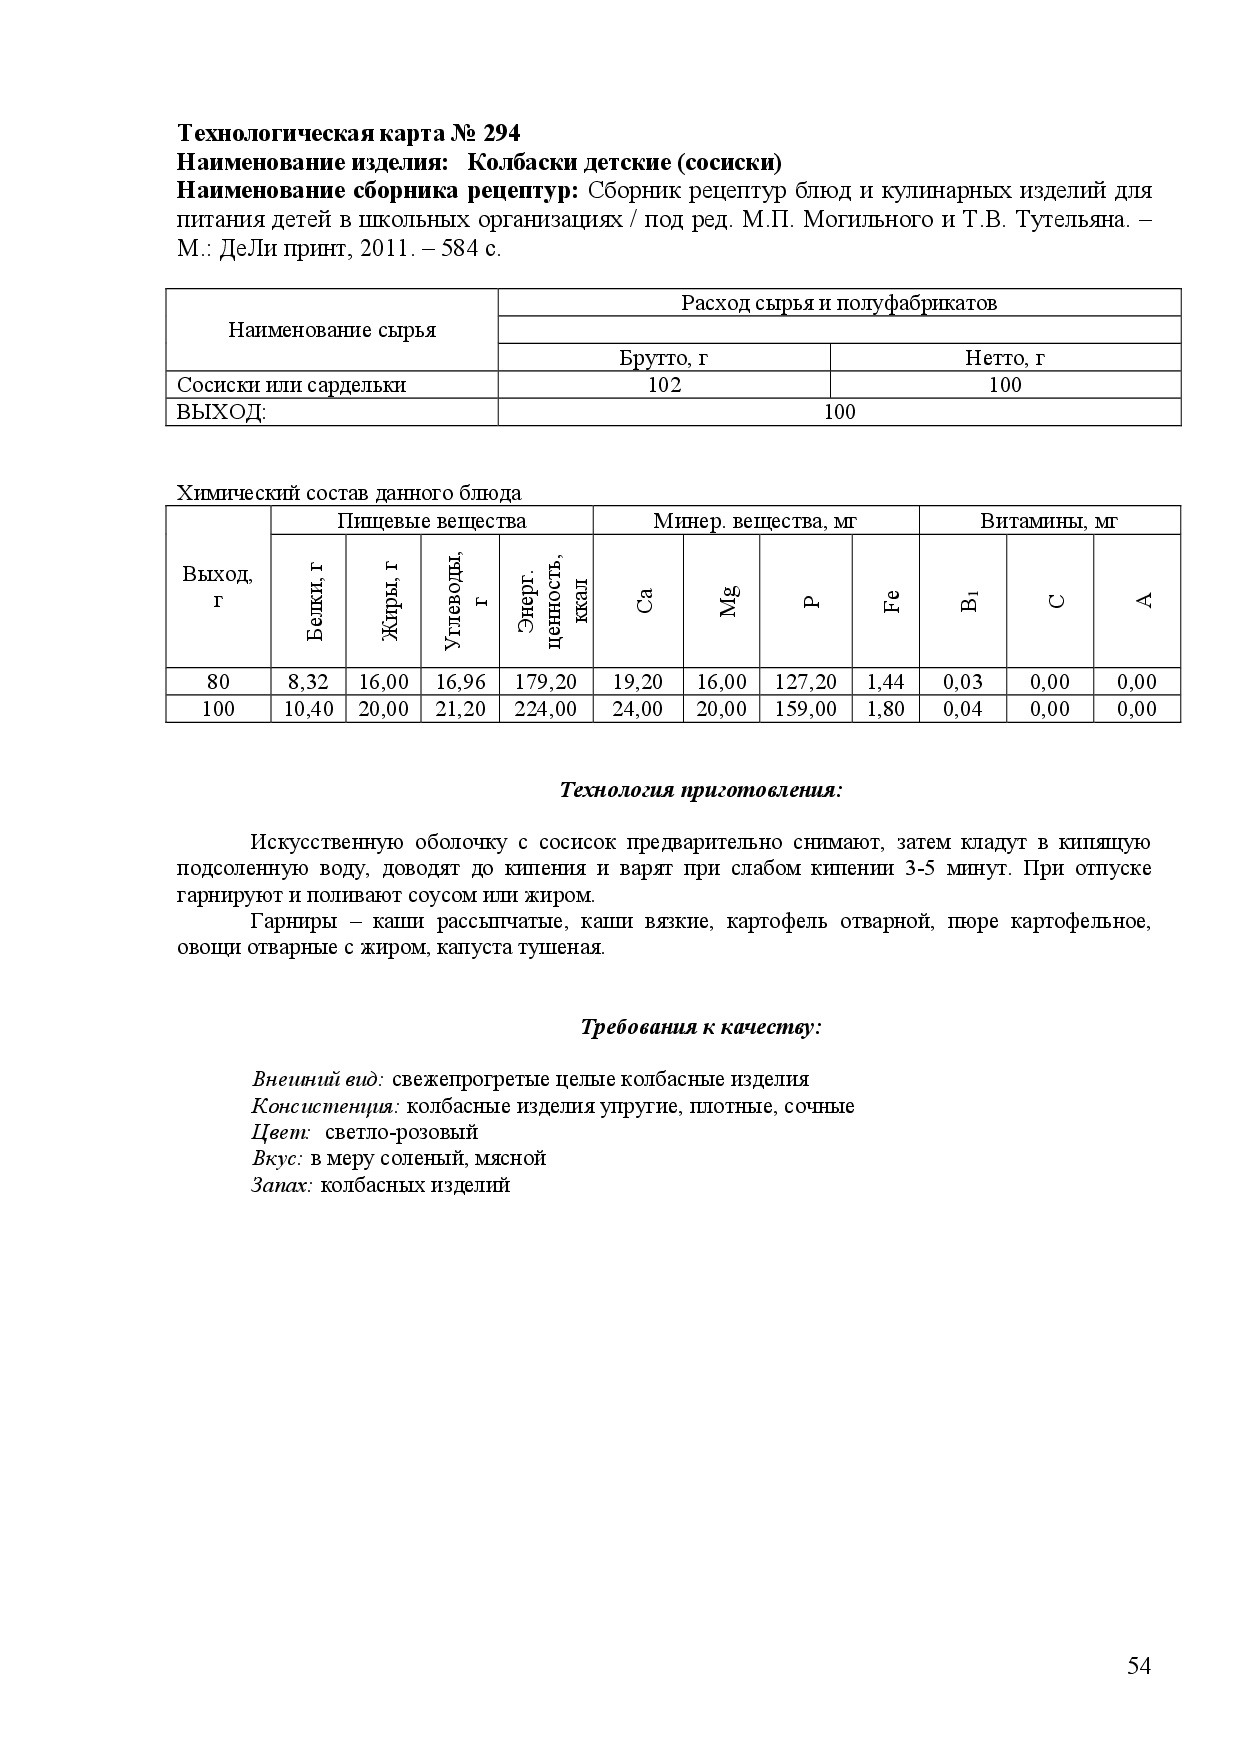 Технологическая карта № 294
Наименование изделия: Колбаски детские (сосиски)
Наименование сборника рецептур: Сборник рецептур блюд и кулинарных изделий для
питания детей в школьных организациях / под ред. М.П. Могильного и Т.В. Тутельяна. –
М.: ДеЛи принт, 2011. – 584 с.
Наименование сырья
Расход сырья и полуфабрикатов
Брутто, г Нетто, г
Сосиски или сардельки 102 100
ВЫХОД: 100
Химический состав данного блюда
Выход,
г
Пищевые вещества Минер. вещества, мг Витамины, мг
Белки, г
Жиры, г
Углеводы,
г
Энерг.
ценность,
ккал
Ca
Mg
P
Fe
B₁
C
A
80 8,32 16,00 16,96 179,20 19,20 16,00 127,20 1,44 0,03 0,00 0,00
100 10,40 20,00 21,20 224,00 24,00 20,00 159,00 1,80 0,04 0,00 0,00
Технология приготовления:
Искусственную оболочку с сосисок предварительно снимают, затем кладут в кипящую
подсоленную воду, доводят до кипения и варят при слабом кипении 3-5 минут. При отпуске
гарнируют и поливают соусом или жиром.
Гарниры – каши рассыпчатые, каши вязкие, картофель отварной, пюре картофельное,
овощи отварные с жиром, капуста тушеная.
Требования к качеству:
Внешний вид: свежепрогретые целые колбасные изделия
Консистенция: колбасные изделия упругие, плотные, сочные
Цвет: светло-розовый
Вкус: в меру соленый, мясной
Запах: колбасных изделий
54